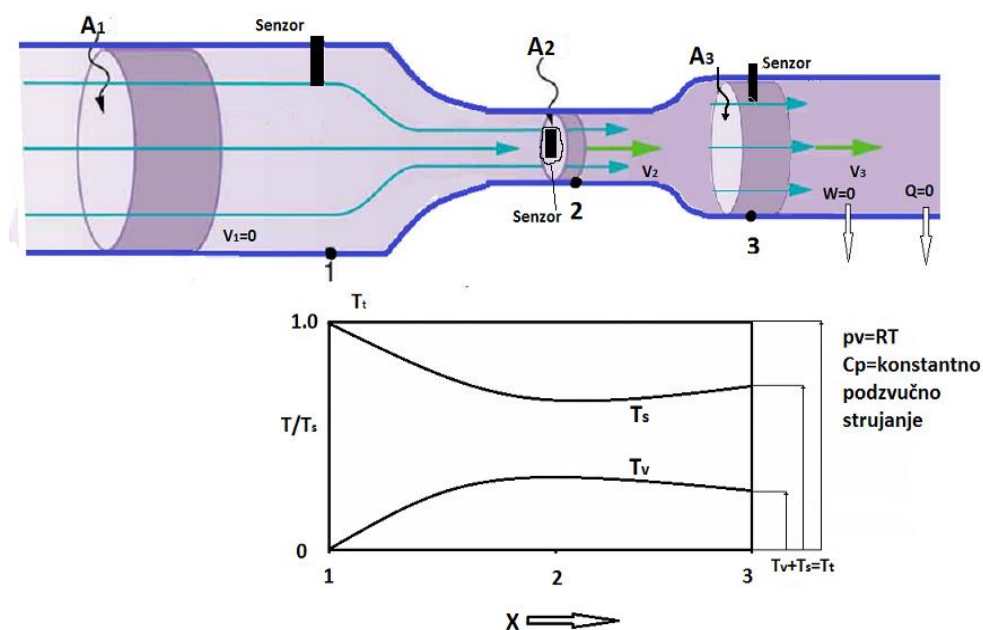 A₁
Senzor
A₂
A₃
Senzor
V₁=0
1
Senzor
2
V₂
3
V₃
W=0
Q=0
Tₜ
1.0
T/Tₛ
0
Tₛ
Tᵥ
1
2
3
Tᵥ+Tₛ=Tₜ
X
pv=RT
Cp=konstantno
podzvučno
strujanje